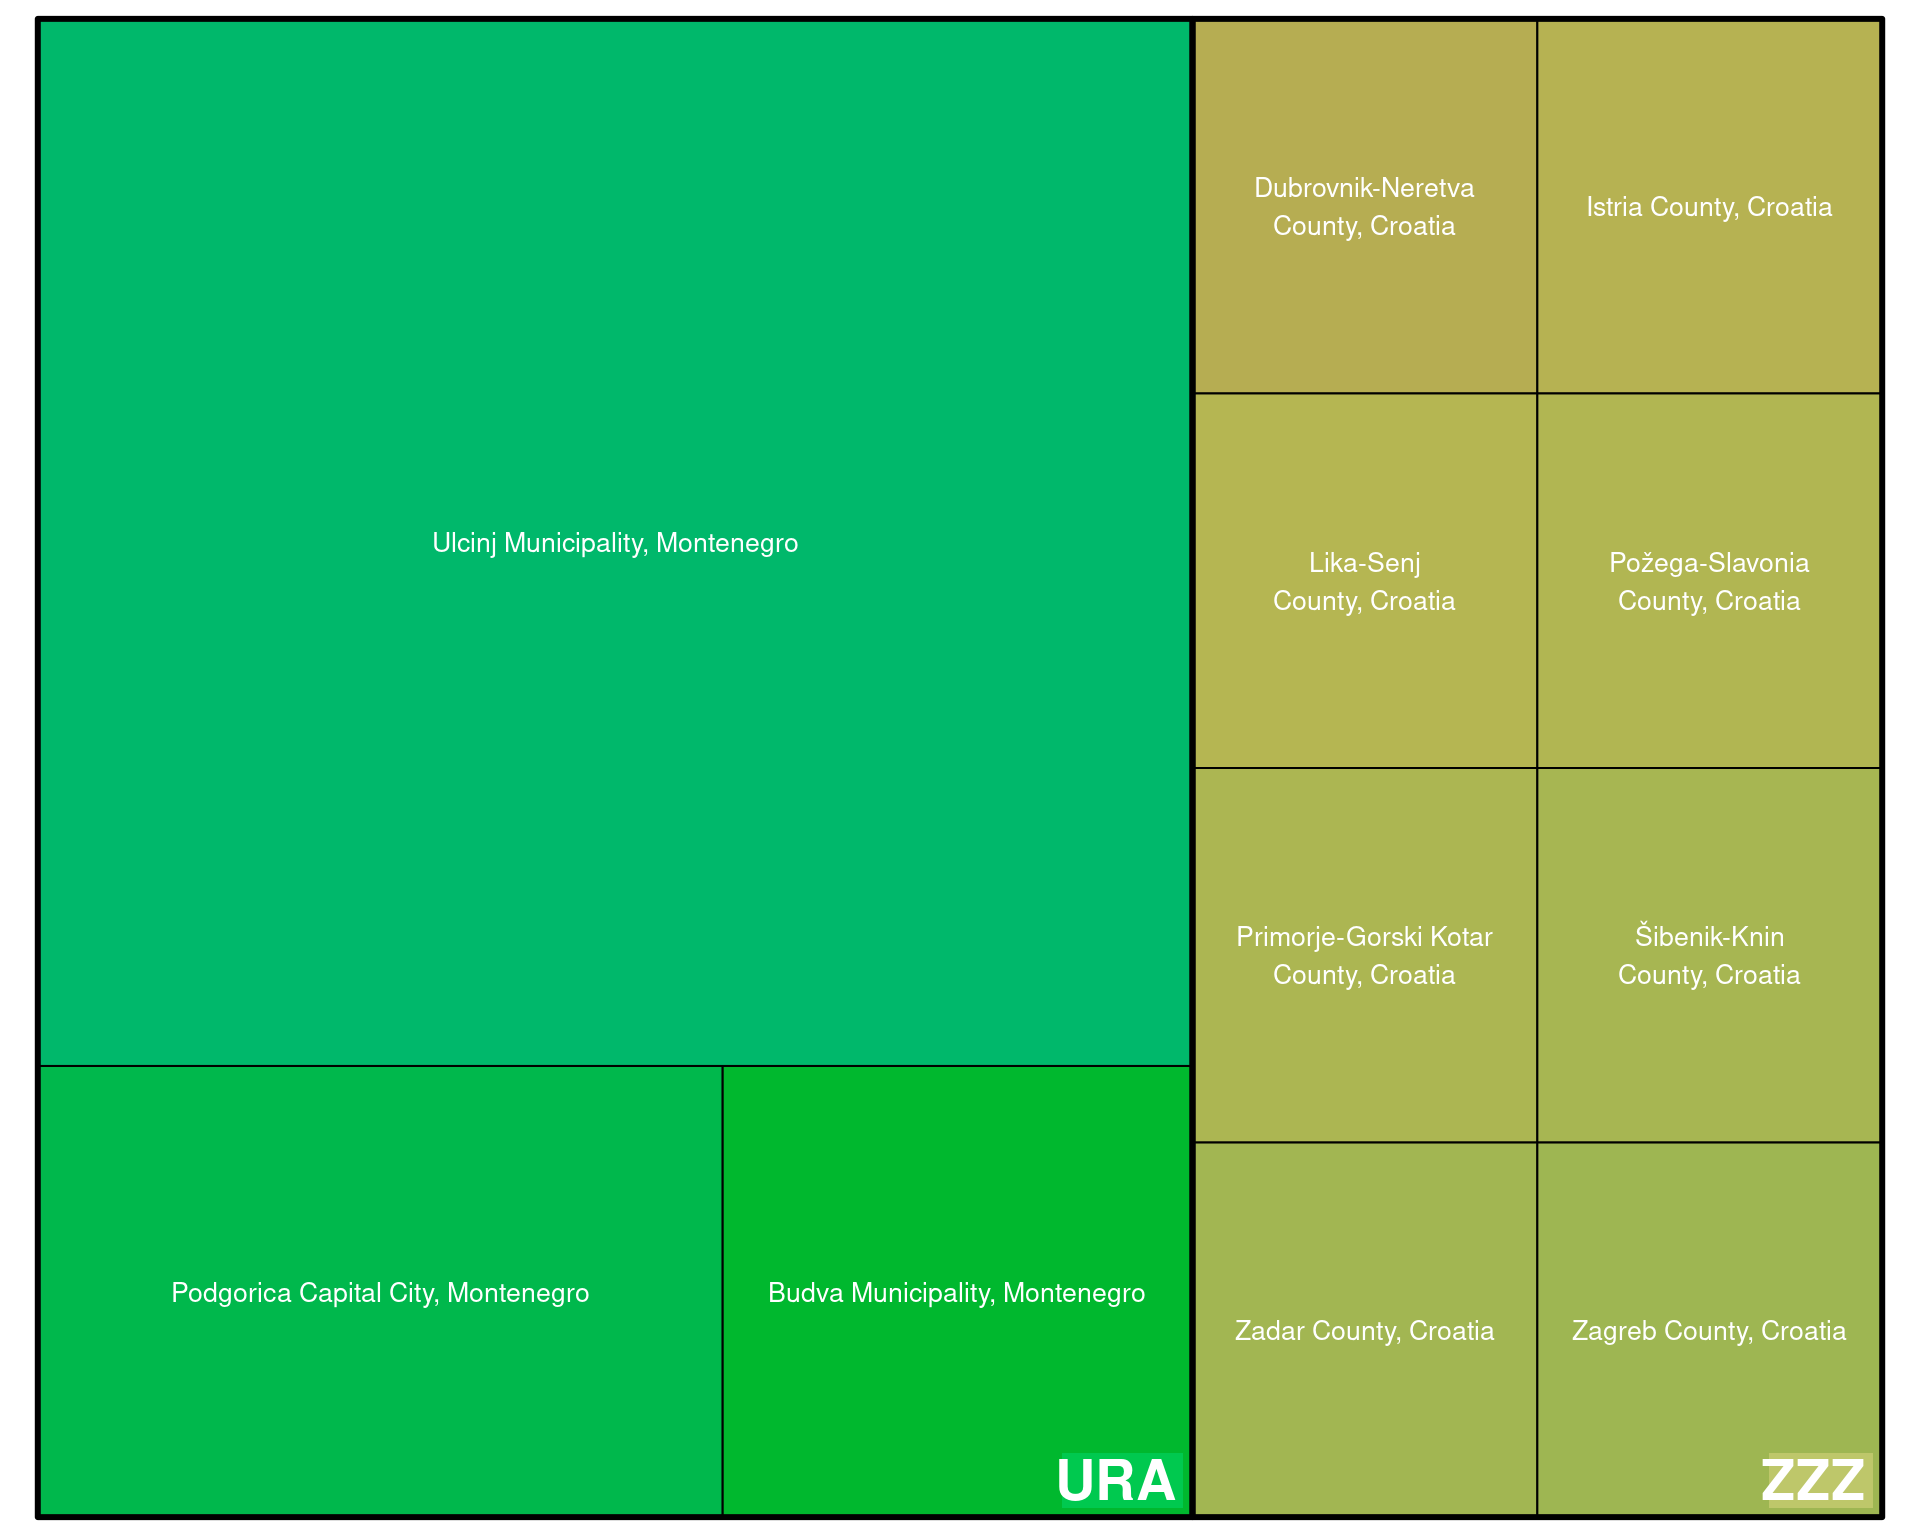 Ulcinj Municipality, Montenegro
Podgorica Capital City, Montenegro
Budva Municipality, Montenegro
URA
Dubrovnik-Neretva
County, Croatia
Istria County, Croatia
Lika-Senj
County, Croatia
Požega-Slavonia
County, Croatia
Primorje-Gorski Kotar
County, Croatia
Šibenik-Knin
County, Croatia
Zadar County, Croatia
Zagreb County, Croatia
ZZZ